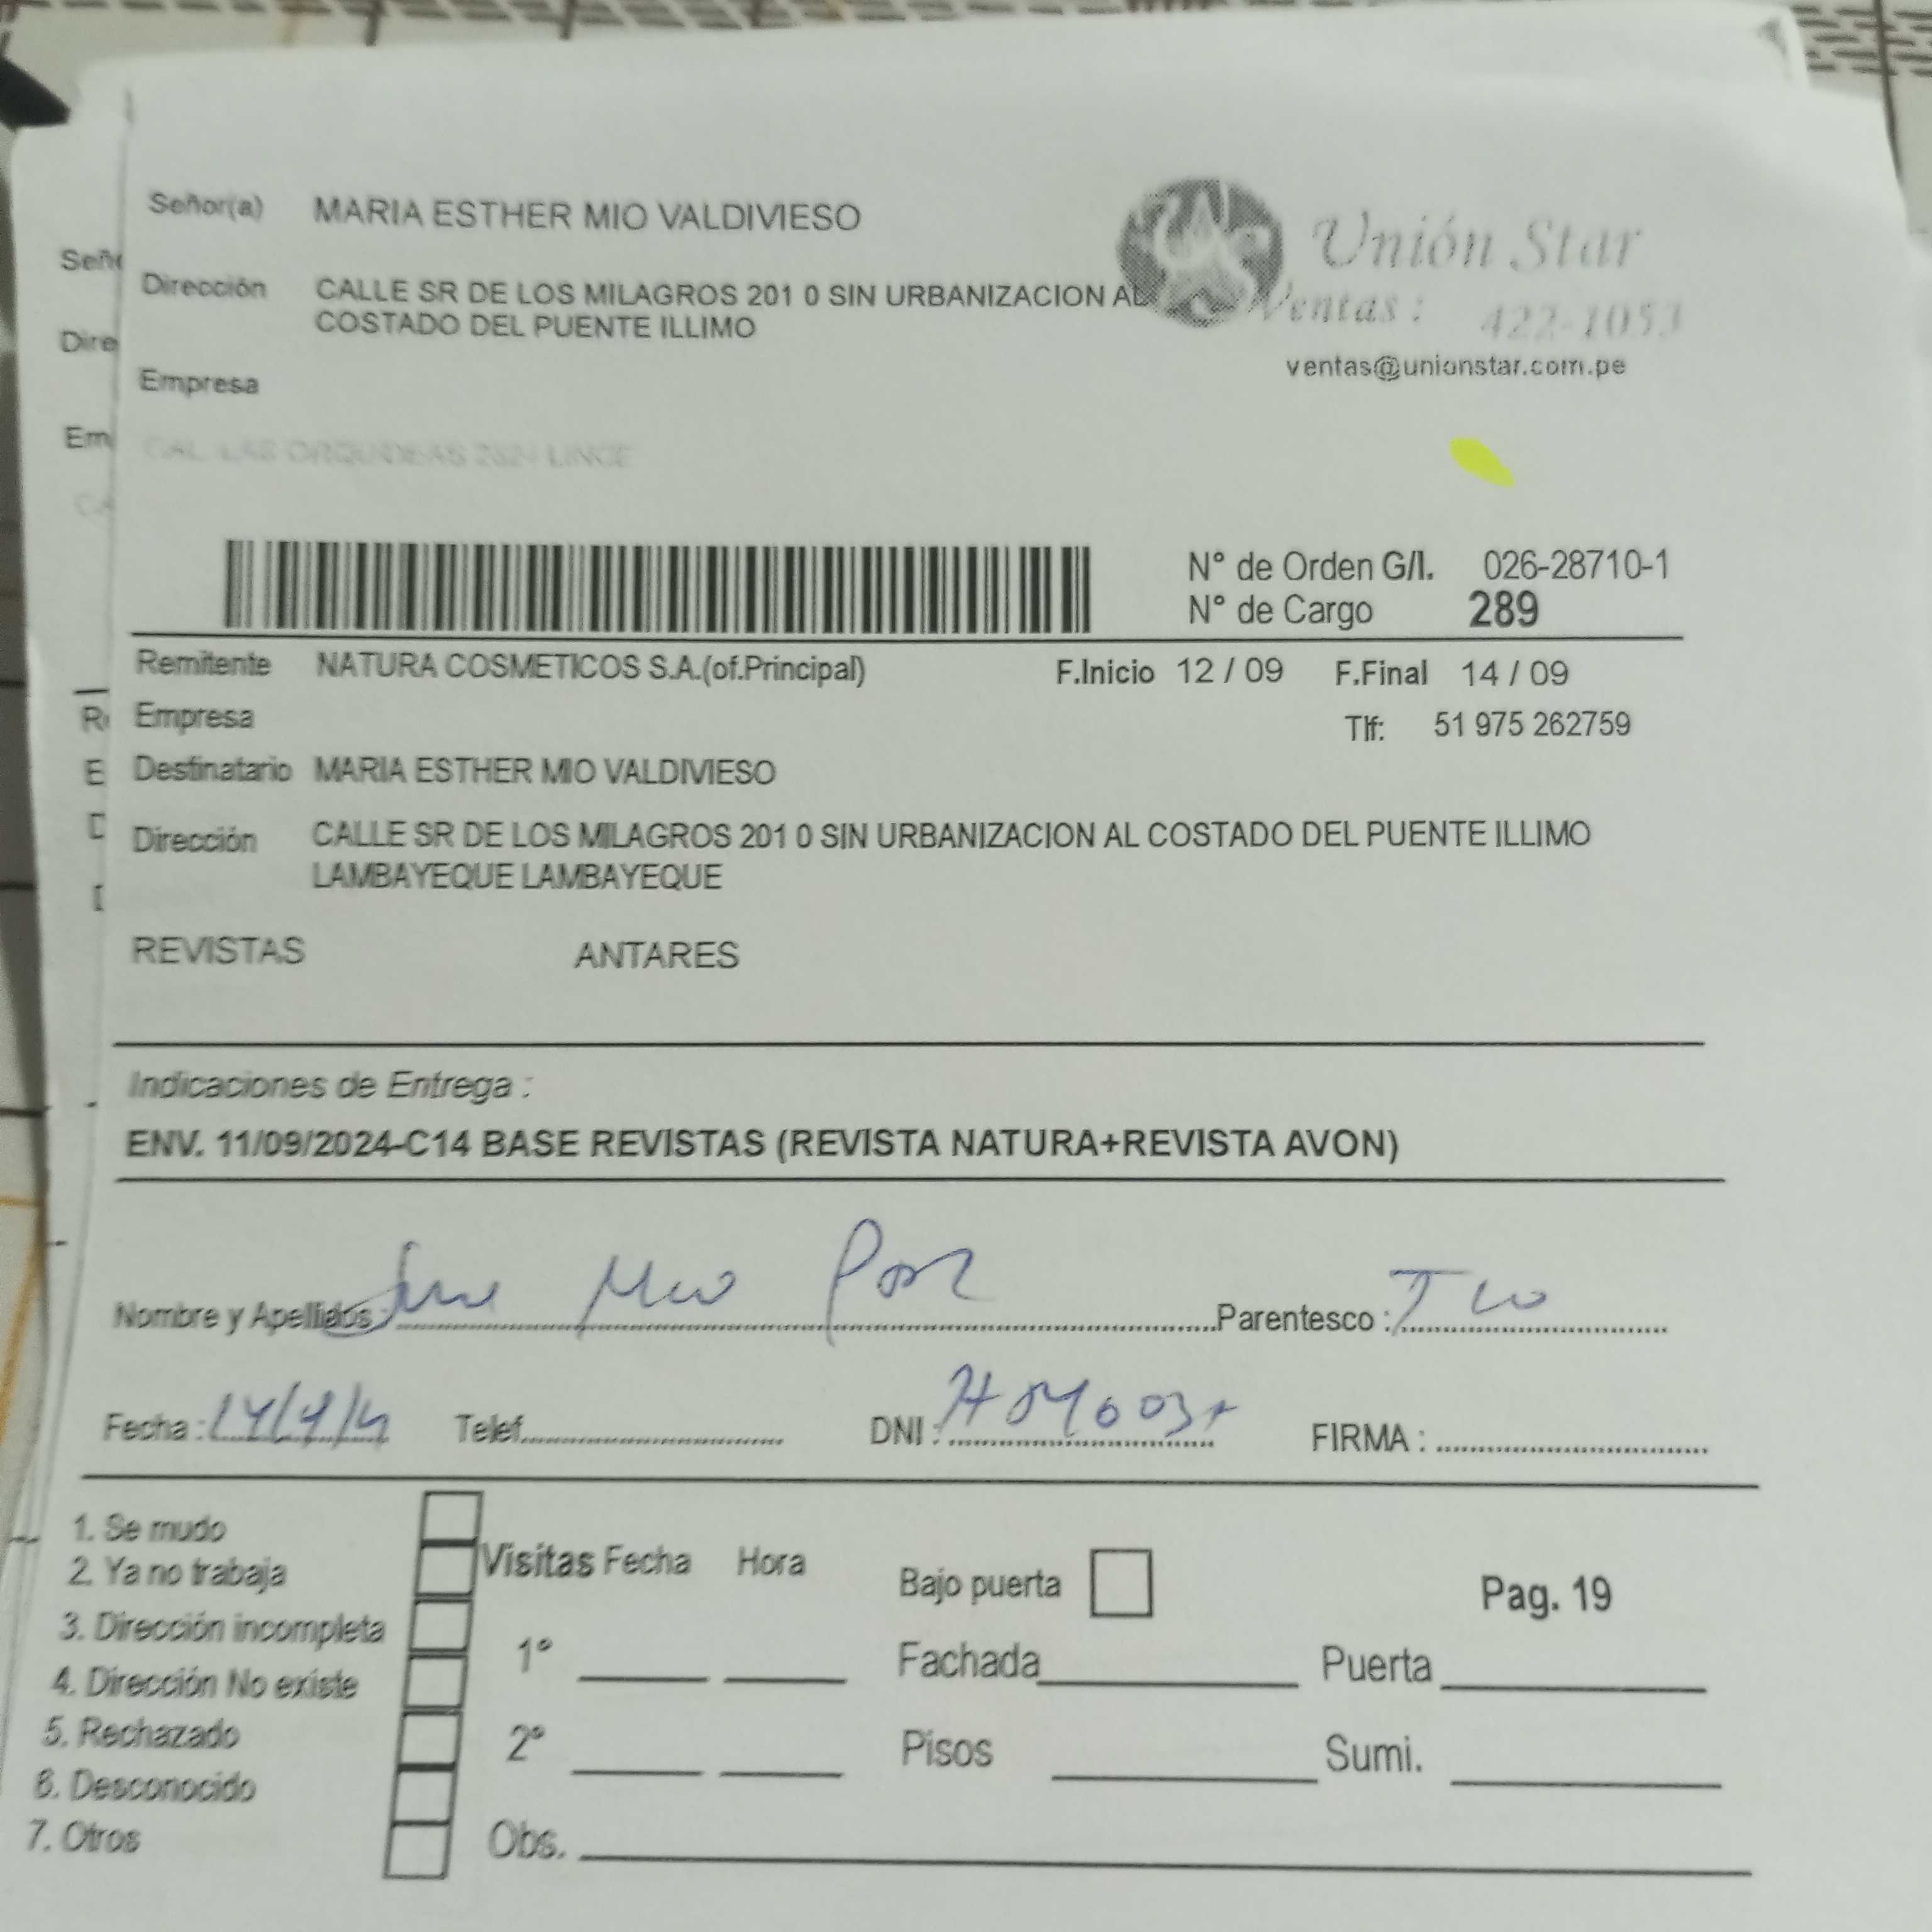 Señor(a) MARIA ESTHER MIO VALDIVIESO
Unión Star
Dirección CALLE SR DE LOS MILAGROS 201 0 SIN URBANIZACION AL
COSTADO DEL PUENTE ILLIMO
Ventas : 422-1053
ventas@unionstar.com.pe
Empresa
CAL. LAS ORQUIDEAS LINCE
N° de Orden G/I. 026-28710-1
N° de Cargo 289
Remitente NATURA COSMETICOS S.A.(of.Principal) F.Inicio 12 / 09 F.Final 14 / 09
Empresa Tlf: 51 975 262759
Destinatario MARIA ESTHER MIO VALDIVIESO
Dirección CALLE SR DE LOS MILAGROS 201 0 SIN URBANIZACION AL COSTADO DEL PUENTE ILLIMO
LAMBAYEQUE LAMBAYEQUE
REVISTAS ANTARES
Indicaciones de Entrega :
ENV. 11/09/2024-C14 BASE REVISTAS (REVISTA NATURA+REVISTA AVON)
Nombre y Apellidos: Mio Parentesco : Tio
Fecha : Telef. DNI : FIRMA :
1. Se mudo
2. Ya no trabaja
3. Dirección incompleta
4. Dirección No existe
5. Rechazado
6. Desconocido
7. Otros
Visitas Fecha Hora
1°
2°
Obs.
Bajo puerta Pag. 19
Fachada Puerta
Pisos Sumi.